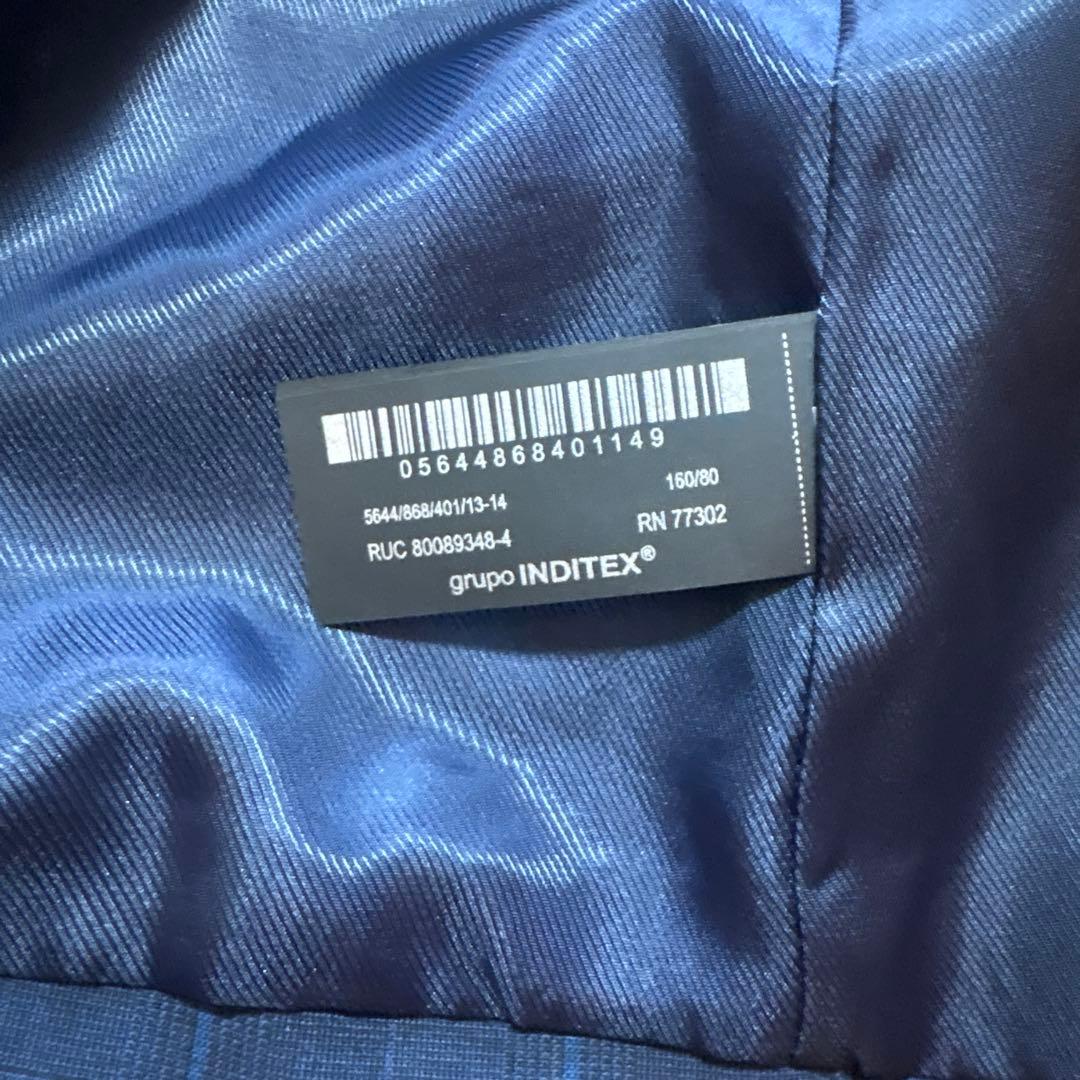 05644868401149
5644/868/401/13-14 160/80
RUC 80089348-4 RN 77302
grupo INDITEX®